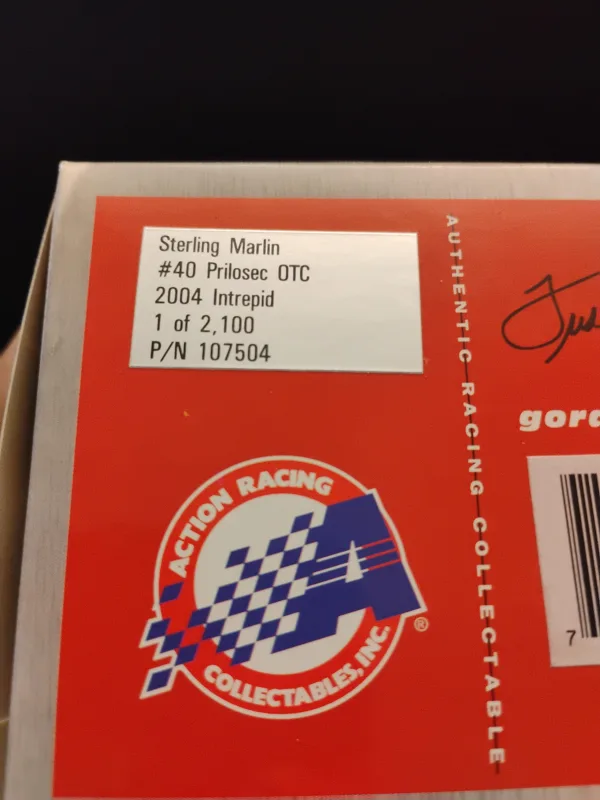 Sterling Marlin
#40 Prilosec OTC
2004 Intrepid
1 of 2,100
P/N 107504
AUTHENTIC RACING COLLECTABLE
ACTION RACING
COLLECTABLES, INC.
®
7